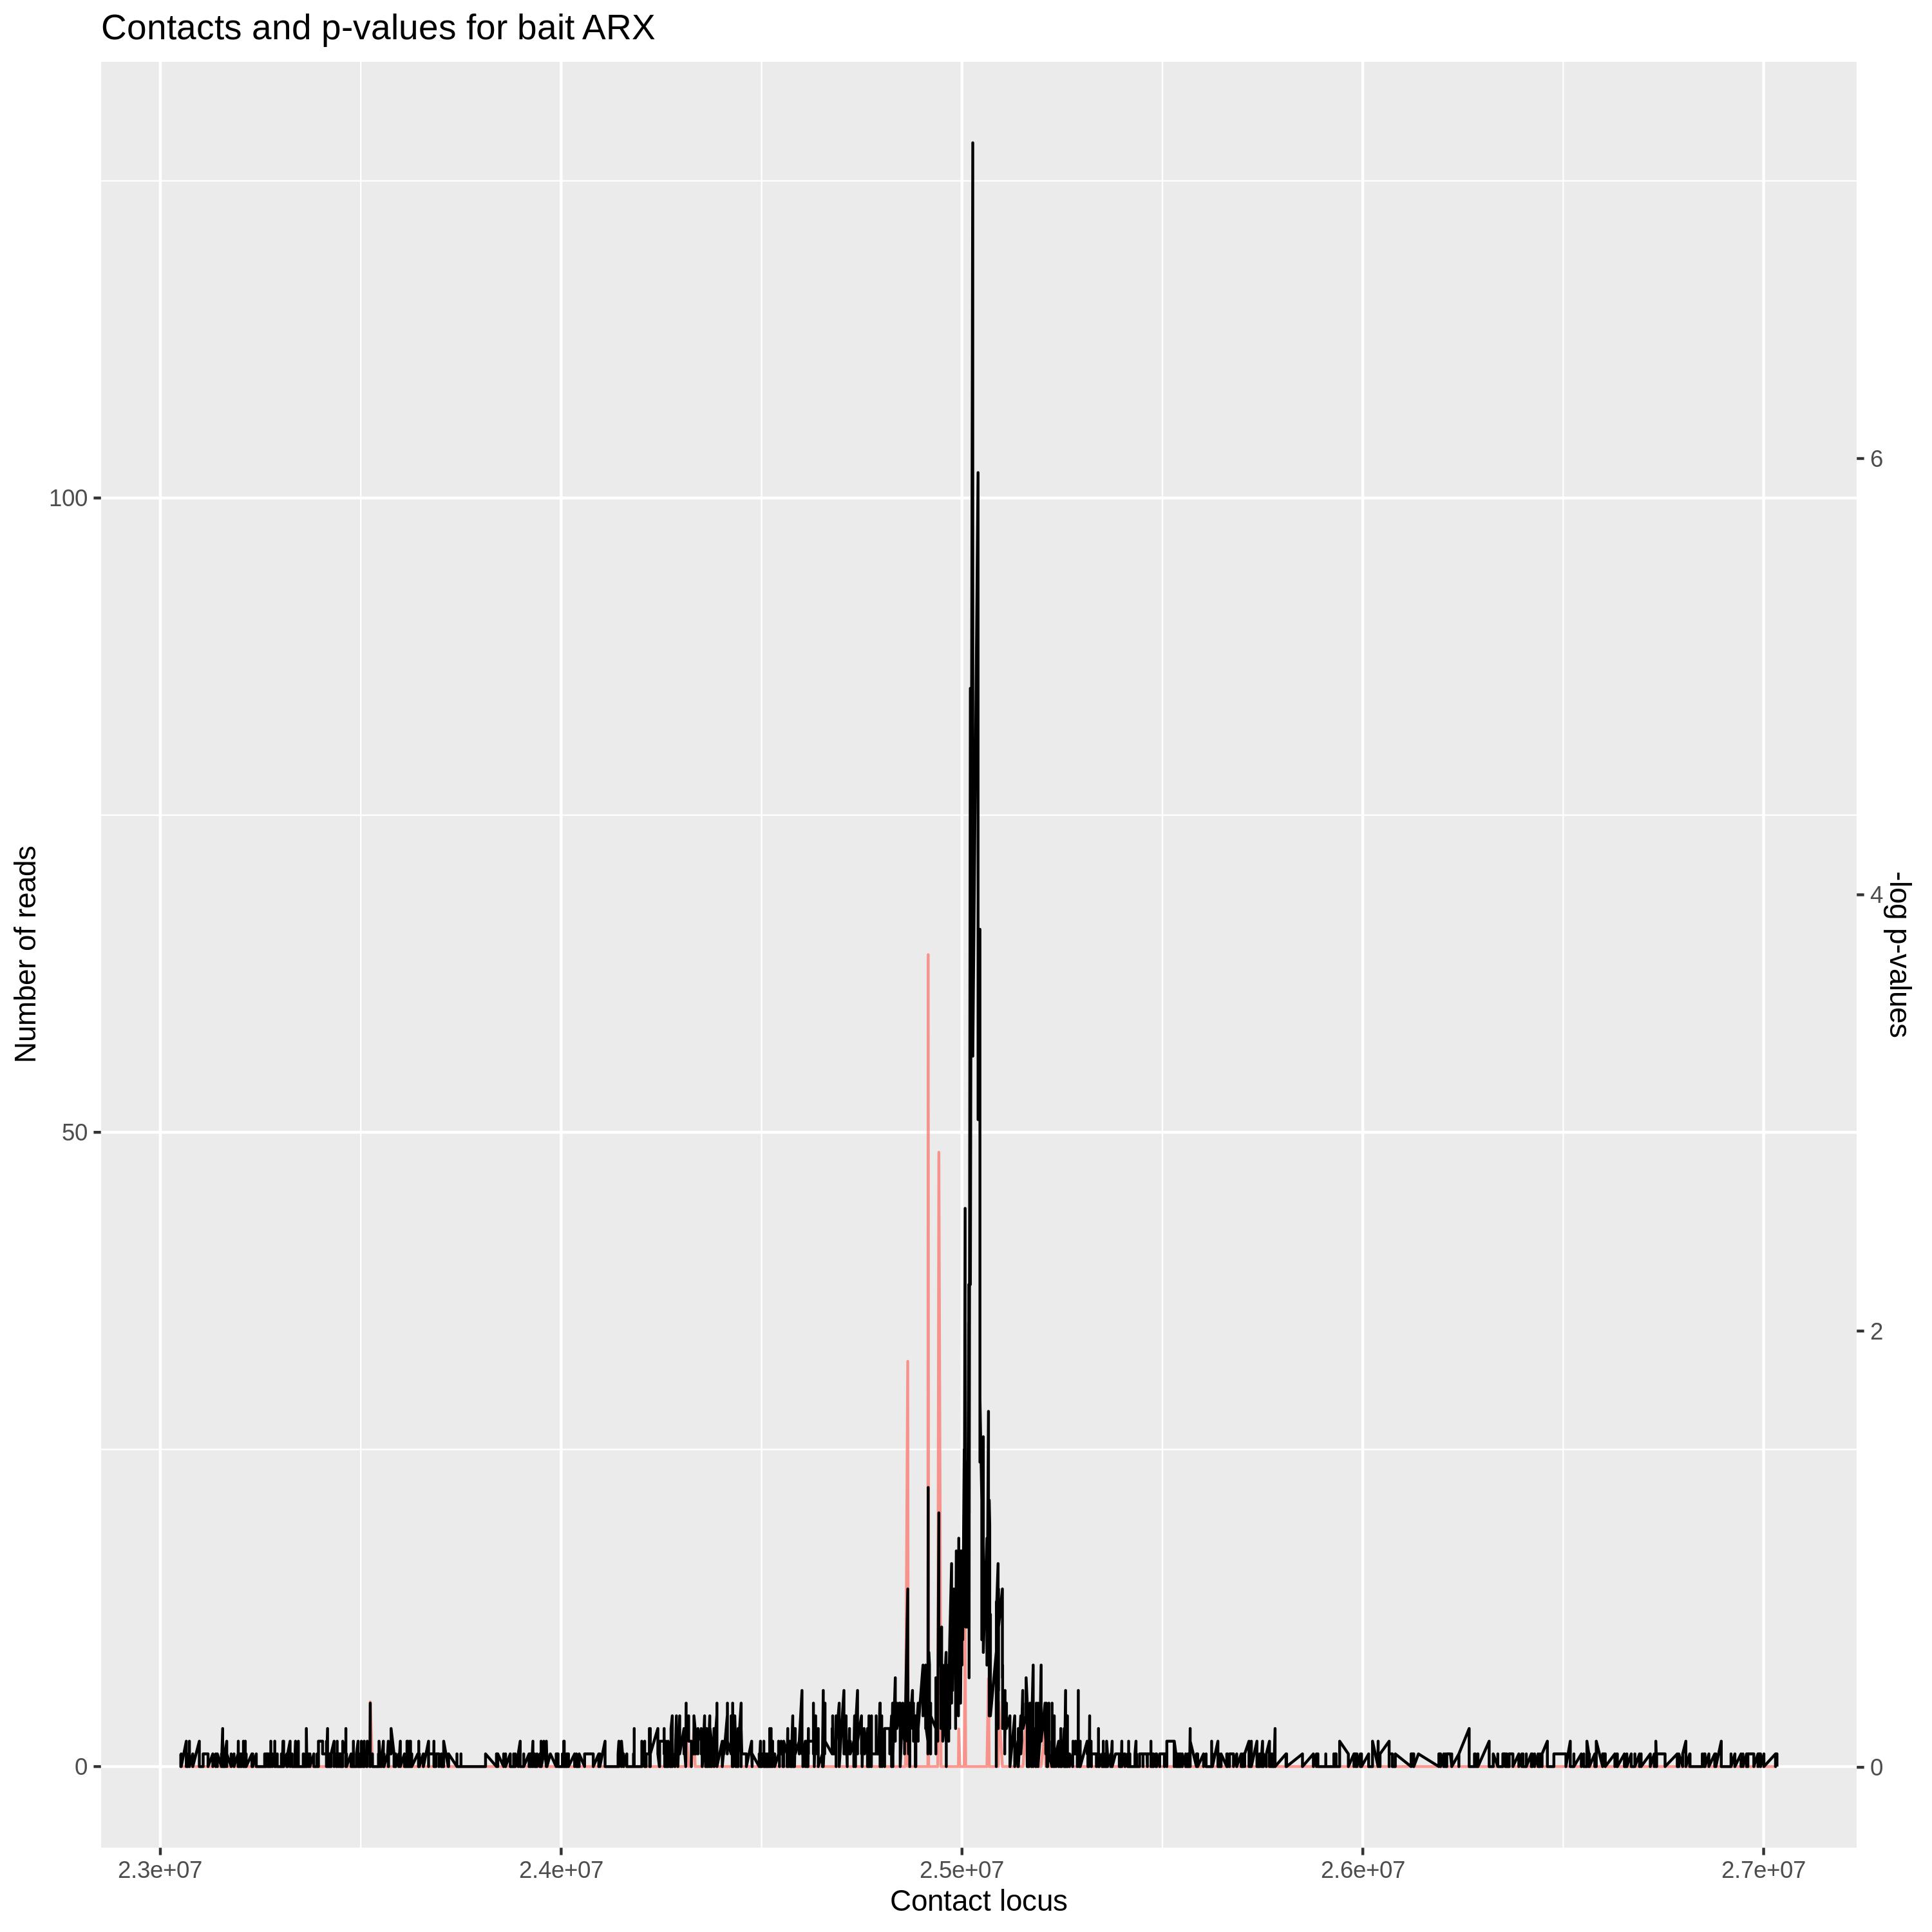 Contacts and p-values for bait ARX
Number of reads
100
50
0
6
4
2
0
-log p-values
2.3e+07
2.4e+07
2.5e+07
2.6e+07
2.7e+07
Contact locus